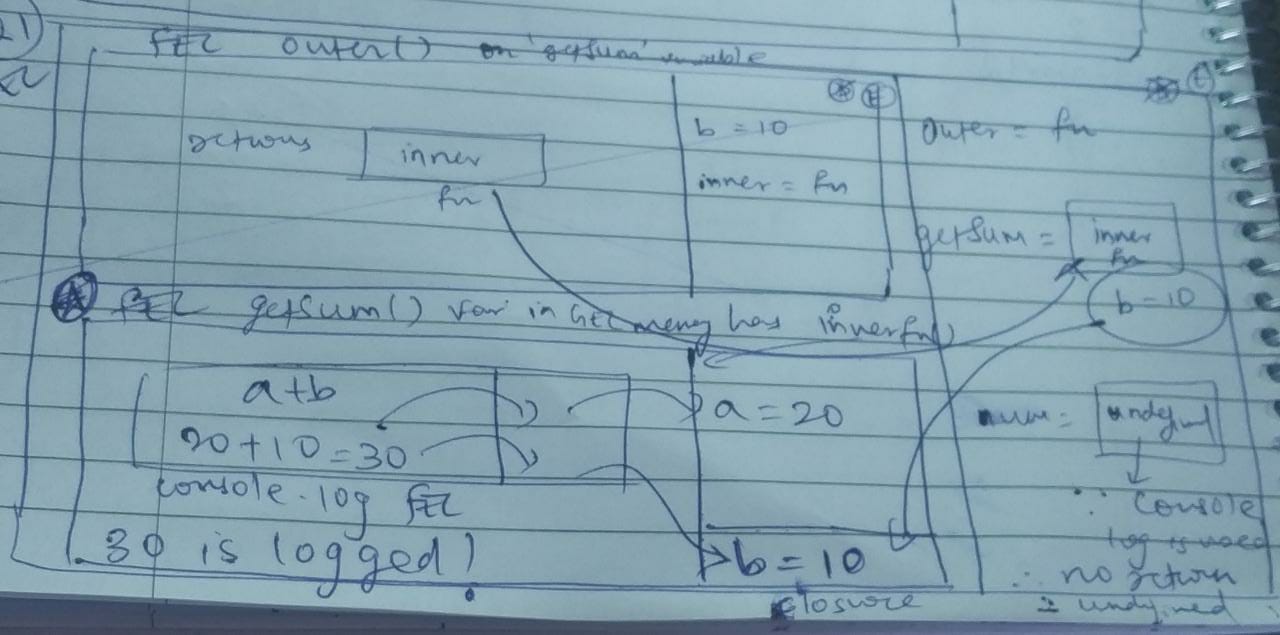 21)
fEC outer() on 'getsum' variable
b = 10
outer = fn
returns inner
inner = fn
fn
getsum = inner
fn
b = 10
fEC getsum() var in GEC memory has inner fn()
a+b
a = 20
20+10=30
num = undefined
console.log fEC
∵ console
log is used
30 is logged!
b = 10
∴ no return
closure
= undefined